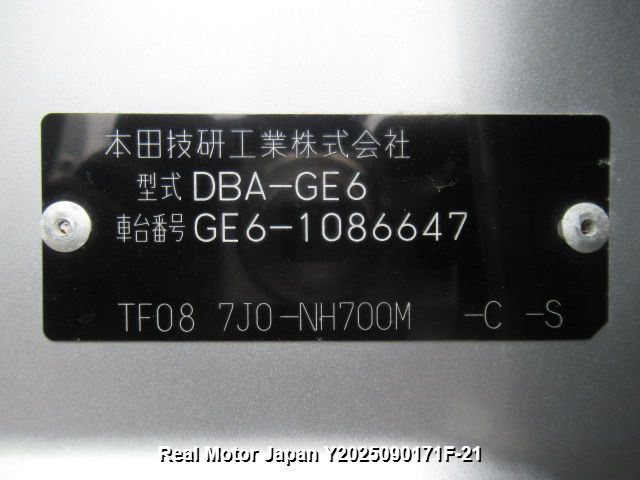 本田技研工業株式会社
型式 DBA-GE6
車台番号 GE6-1086647
TF08 7J0-NH700M -C -S
Real Motor Japan Y2025090171F-21